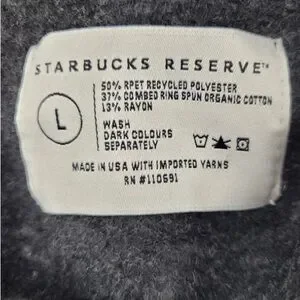 STARBUCKS RESERVE™
L
50% RPET RECYCLED POLYESTER
37% COMBED RING SPUN ORGANIC COTTON
13% RAYON
WASH
DARK COLOURS
SEPARATELY
MADE IN USA WITH IMPORTED YARNS
RN #110691